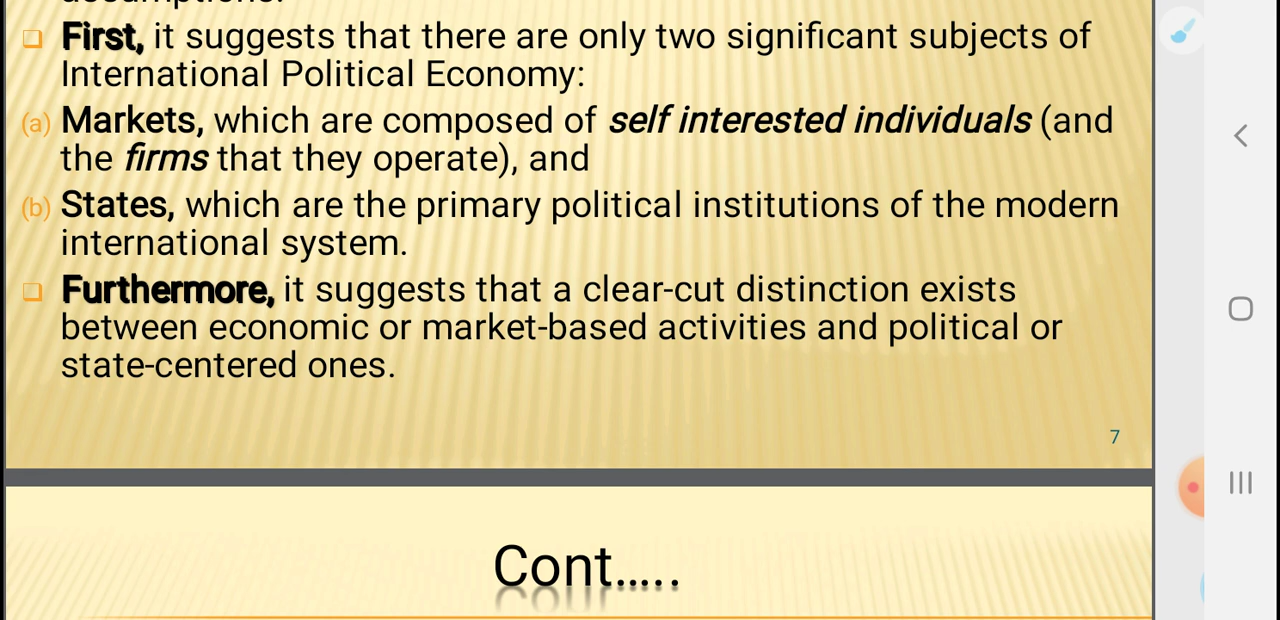 assumptions:
❑ First, it suggests that there are only two significant subjects of
International Political Economy:
(a) Markets, which are composed of self interested individuals (and
the firms that they operate), and
(b) States, which are the primary political institutions of the modern
international system.
❑ Furthermore, it suggests that a clear-cut distinction exists
between economic or market-based activities and political or
state-centered ones.
7
Cont.....